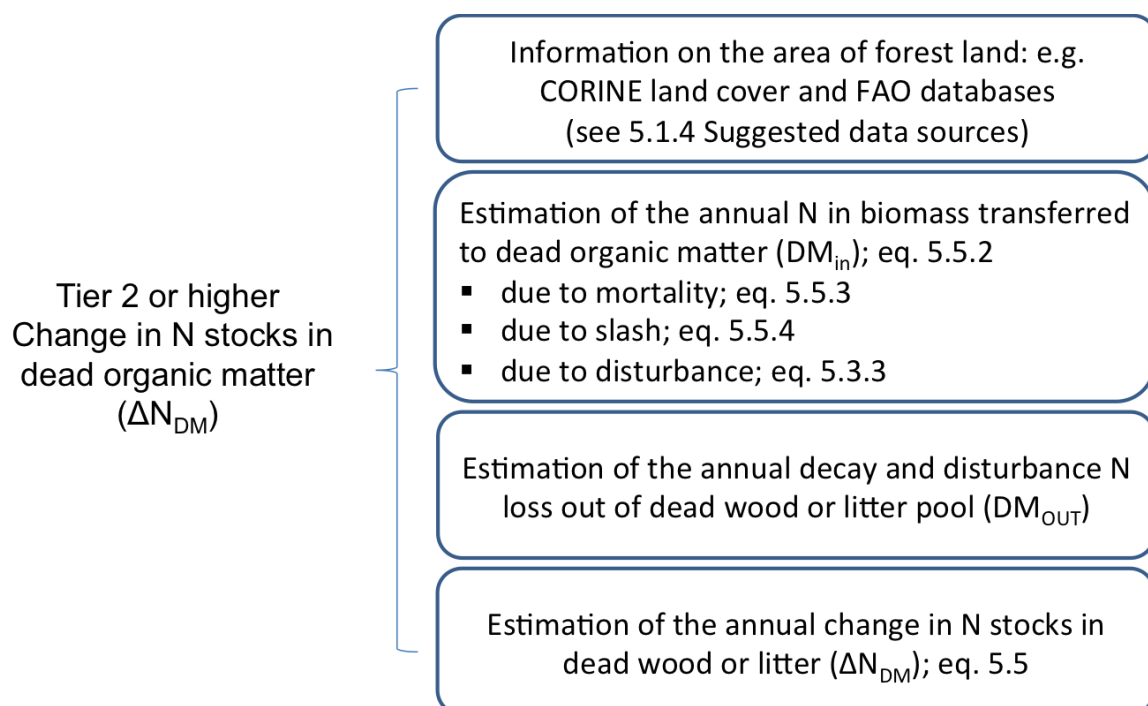 Tier 2 or higher
Change in N stocks in
dead organic matter
(ΔN_DM)
Information on the area of forest land: e.g.
CORINE land cover and FAO databases
(see 5.1.4 Suggested data sources)
Estimation of the annual N in biomass transferred
to dead organic matter (DM_in); eq. 5.5.2
▪ due to mortality; eq. 5.5.3
▪ due to slash; eq. 5.5.4
▪ due to disturbance; eq. 5.3.3
Estimation of the annual decay and disturbance N
loss out of dead wood or litter pool (DM_OUT)
Estimation of the annual change in N stocks in
dead wood or litter (ΔN_DM); eq. 5.5